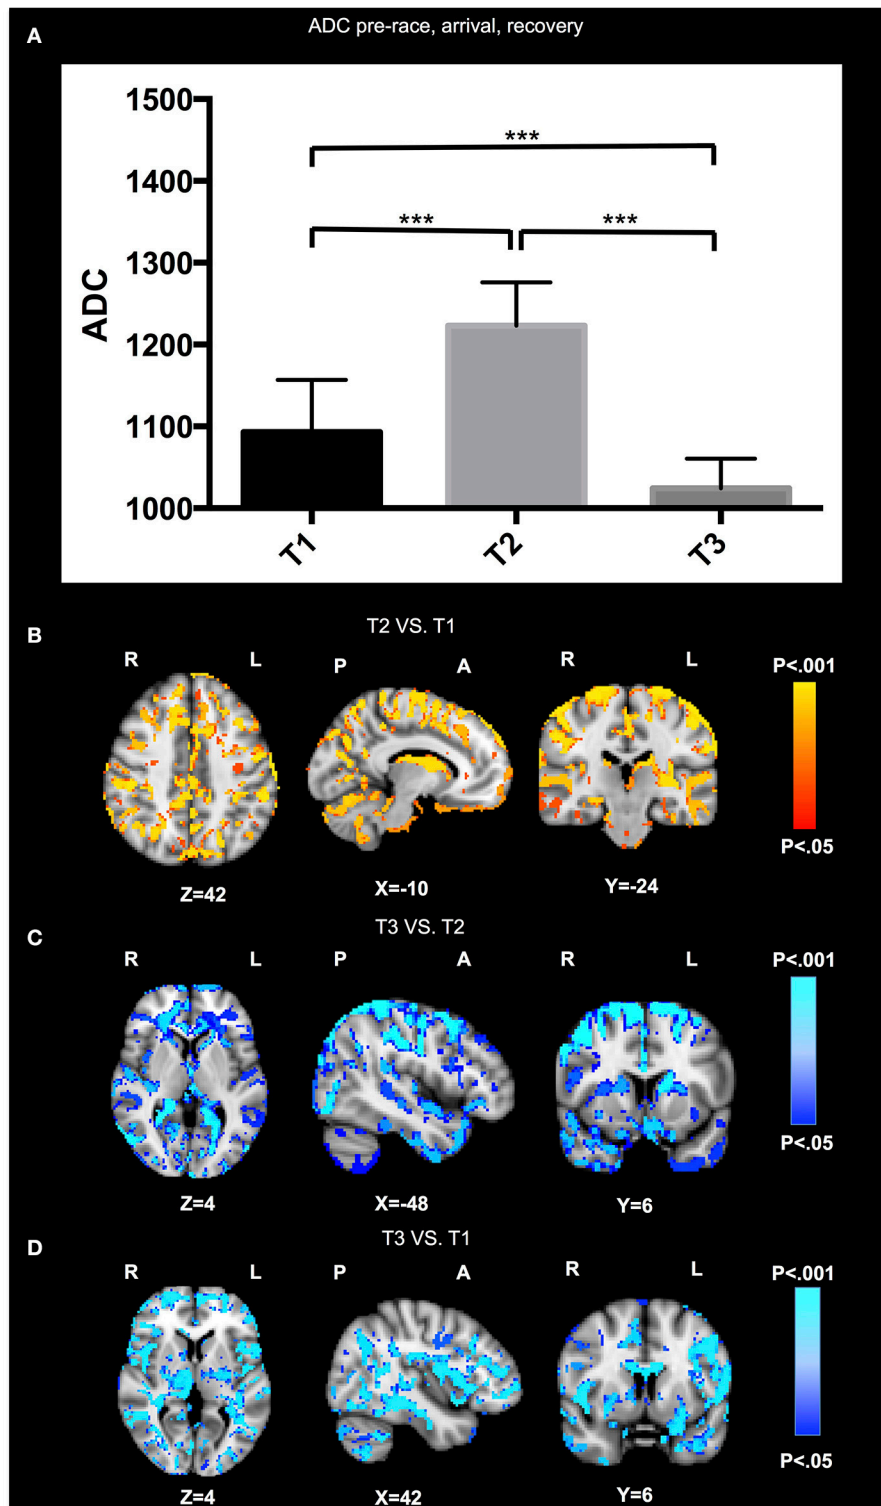 A
ADC pre-race, arrival, recovery
1500
1400
1300
1200
1100
1000
ADC
***
***
***
T1
T2
T3
B
T2 VS. T1
R L P A R L
P<.001
P<.05
Z=42 X=-10 Y=-24
C
T3 VS. T2
R L P A R L
P<.001
P<.05
Z=4 X=-48 Y=6
D
T3 VS. T1
R L P A R L
P<.001
P<.05
Z=4 X=42 Y=6